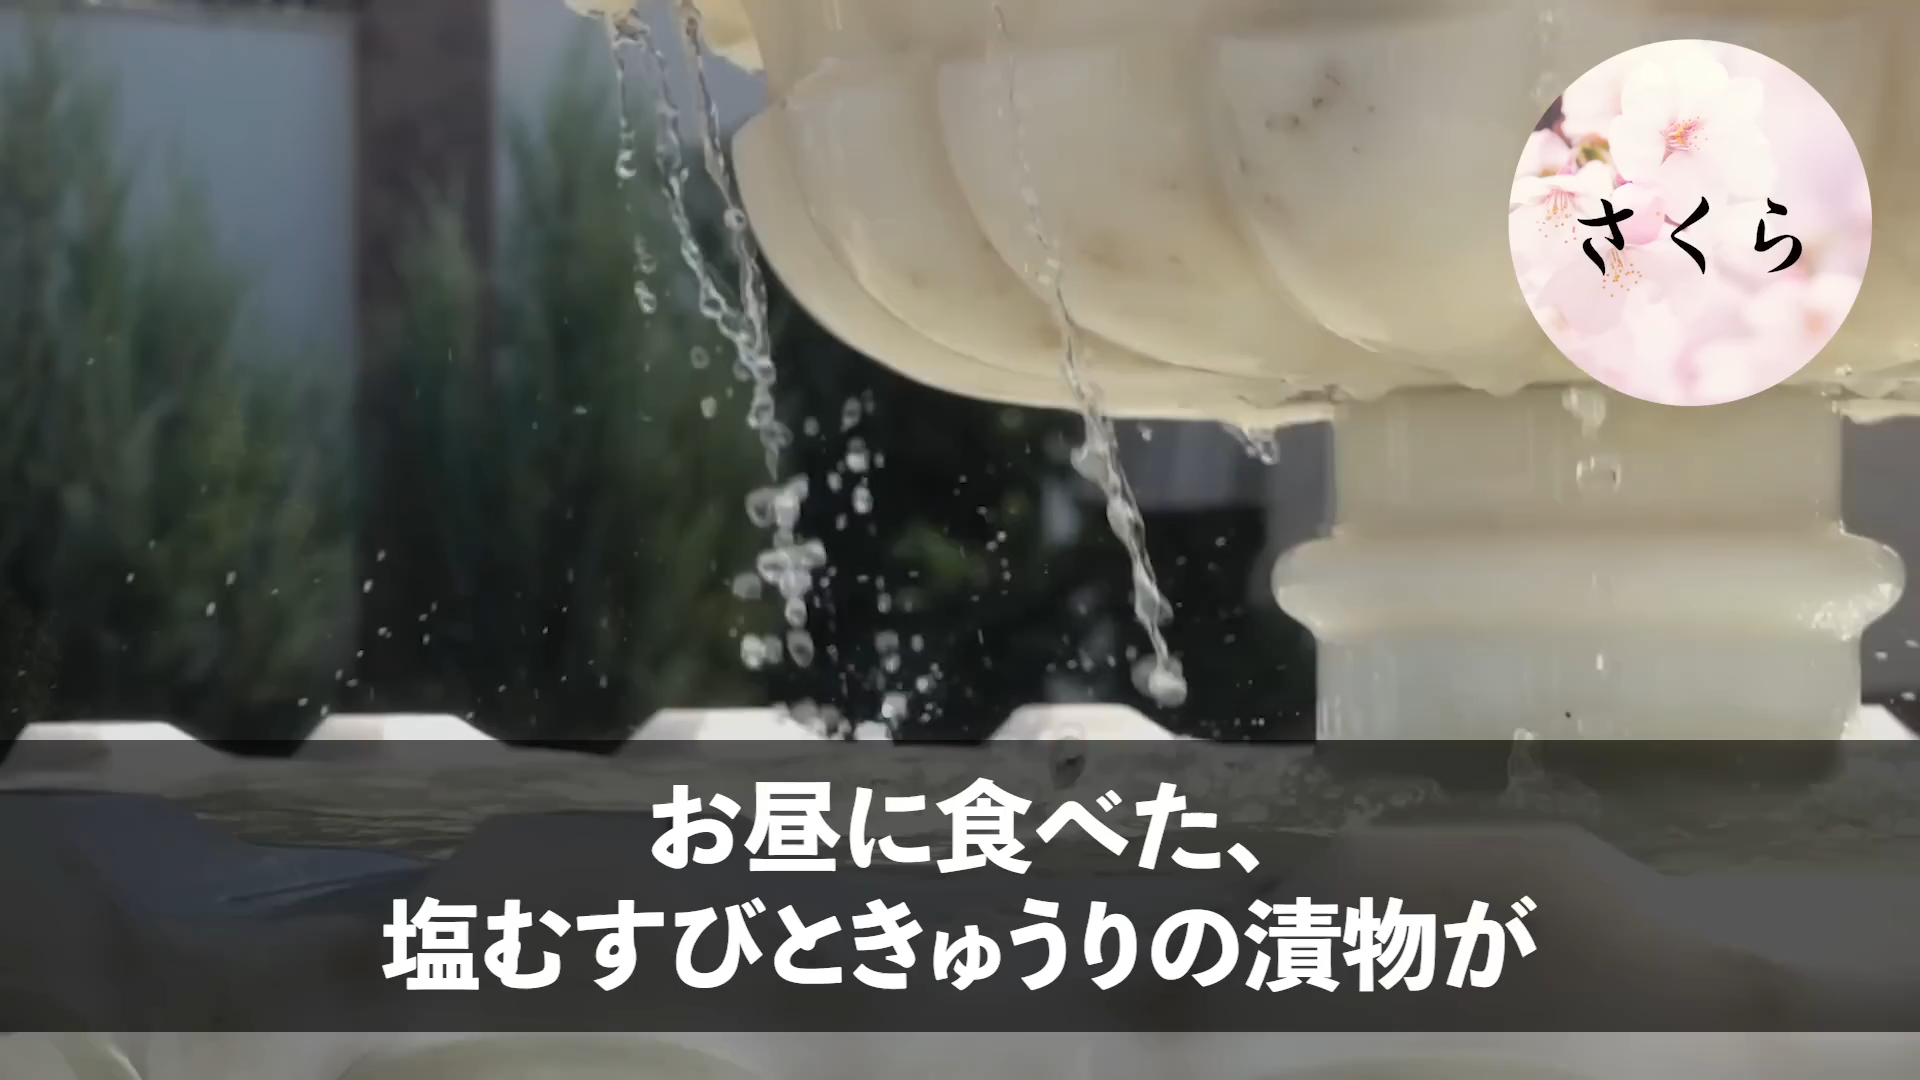 さくら
お昼に食べた、
塩むすびときゅうりの漬物が